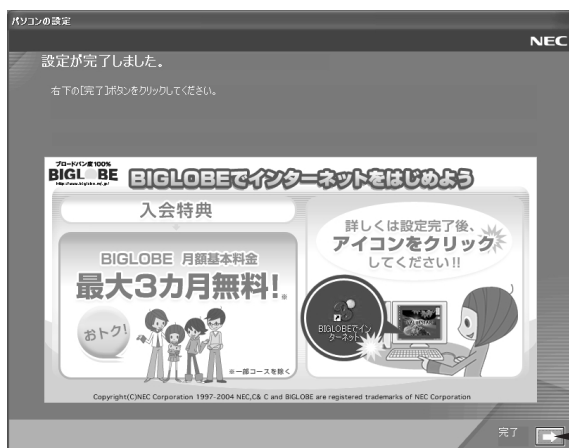 パソコンの設定
NEC
設定が完了しました。
右下の[完了]ボタンをクリックしてください。
ブロードバンド度100%
BIGLOBE
http://www.biglobe.ne.jp/
BIGLOBEでインターネットをはじめよう
入会特典
BIGLOBE 月額基本料金
最大3カ月無料!※
おトク!
※一部コースを除く
詳しくは設定完了後、
アイコンをクリック
してください!!
BIGLOBEでイン
ターネット
Copyright(C)NEC Corporation 1997-2004 NEC,C& C and BIGLOBE are registered trademarks of NEC Corporation
完了